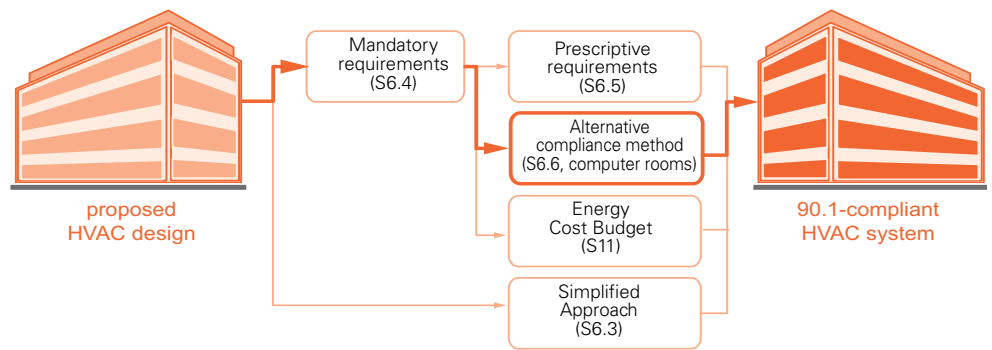 Mandatory
requirements
(S6.4)
Prescriptive
requirements
(S6.5)
Alternative
compliance method
(S6.6, computer rooms)
Energy
Cost Budget
(S11)
Simplified
Approach
(S6.3)
proposed
HVAC design
90.1-compliant
HVAC system